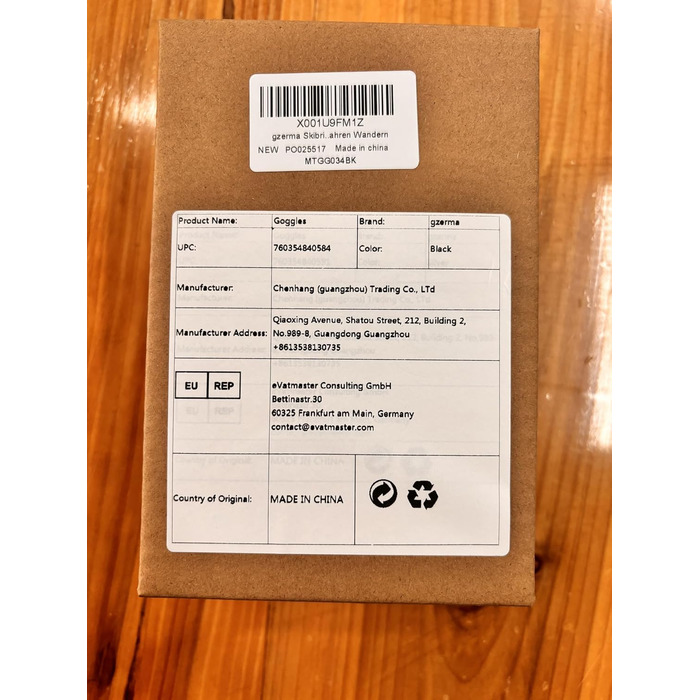 X001U9FM1Z
gzerma Skibri..ahren Wandern
NEW PO025517 Made in china
MTGG034BK
Product Name: Goggles Brand: gzerma
UPC: 760354840584 Color: Black
Manufacturer: Chenhang (guangzhou) Trading Co., LTd
Manufacturer Address: Qiaoxing Avenue, Shatou Street, 212, Building 2,
No.989-8, Guangdong Guangzhou
+8613538130735
EU REP
eVatmaster Consulting GmbH
Bettinastr.30
60325 Frankfurt am Main, Germany
contact@evatmaster.com
Country of Original: MADE IN CHINA